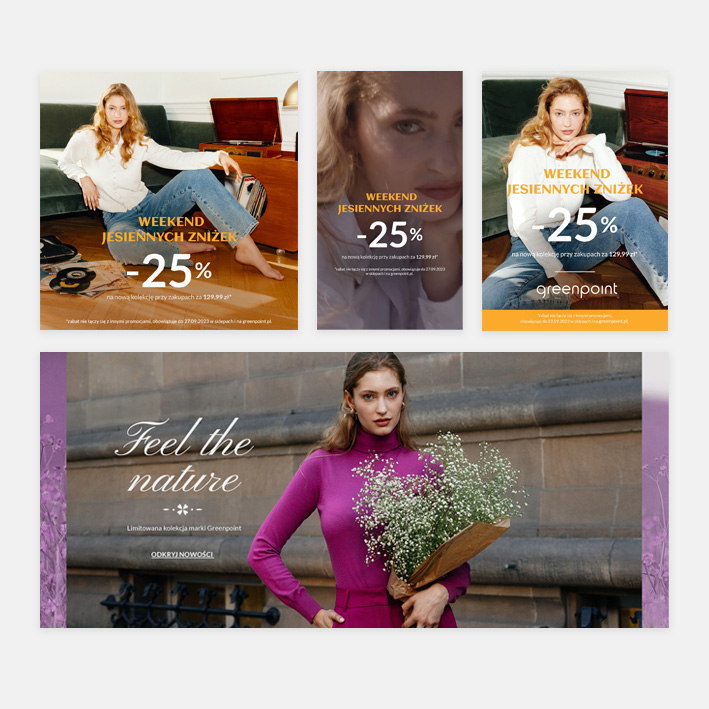 WEEKEND
JESIENNYCH ZNIŻEK
-25%
na nową kolekcję przy zakupach za 129,99 zł*
*rabat nie łączy się z innymi promocjami, obowiązuje do 27.09.2023 w sklepach i na greenpoint.pl.
WEEKEND
JESIENNYCH ZNIŻEK
-25%
na nową kolekcję przy zakupach za 129,99 zł*
*rabat nie łączy się z innymi promocjami, obowiązuje do 27.09.2023
w sklepach i na greenpoint.pl.
WEEKEND
JESIENNYCH ZNIŻEK
-25%
na nową kolekcję przy zakupach za 129,99 zł*
greenpoint
*rabat nie łączy się z innymi promocjami,
obowiązuje do 27.09.2023 w sklepach i na greenpoint.pl.
Feel the
nature
Limitowana kolekcja marki Greenpoint
ODKRYJ NOWOŚCI